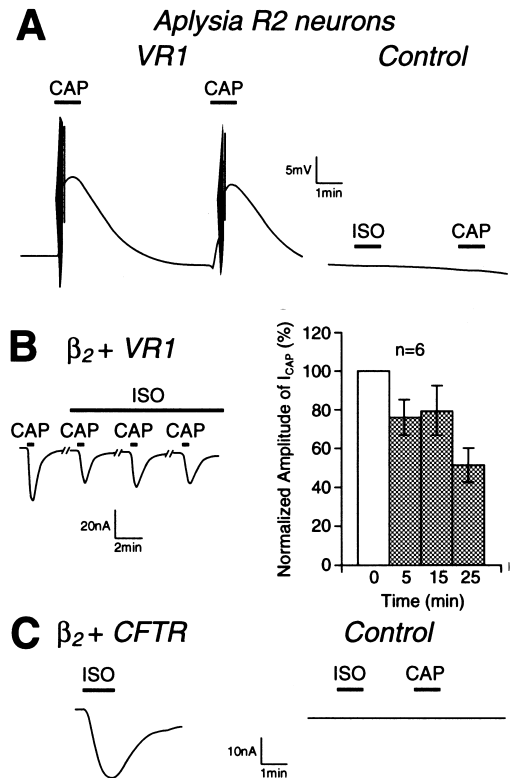 A
Aplysia R2 neurons
VR1
Control
CAP
CAP
5mV
1min
ISO
CAP
B
β2 + VR1
ISO
CAP CAP CAP CAP
20nA
2min
Normalized Amplitude of ICAP (%)
120
100
80
60
40
20
0
n=6
0 5 15 25
Time (min)
C
β2 + CFTR
Control
ISO
ISO
CAP
10nA
1min